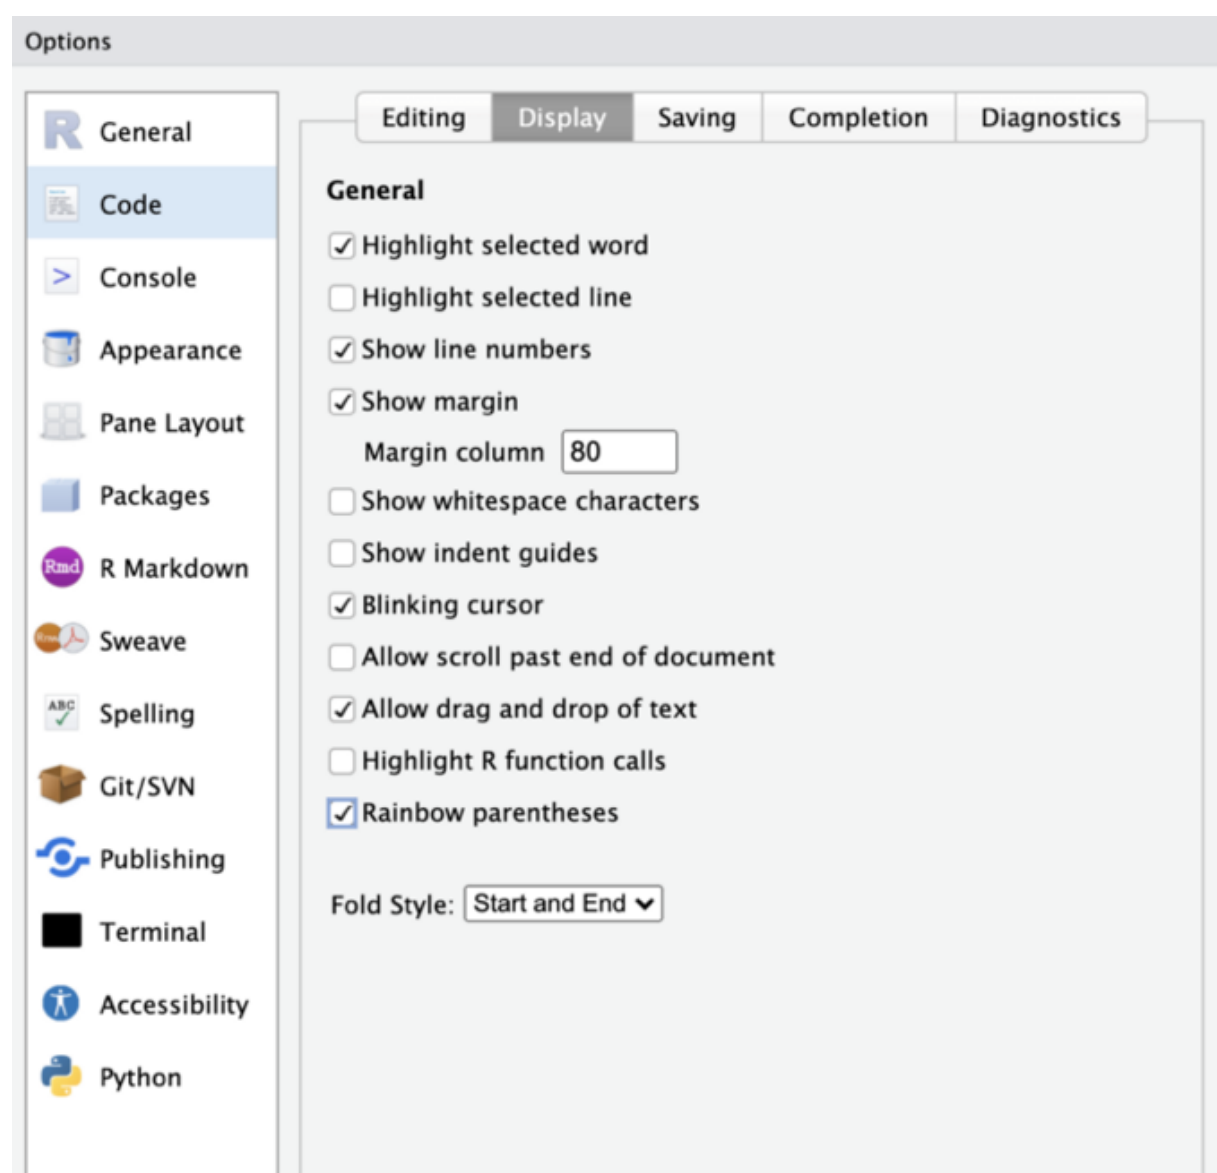 Options
General
Code
Console
Appearance
Pane Layout
Packages
Rmd R Markdown
Sweave
ABC Spelling
Git/SVN
Publishing
Terminal
Accessibility
Python
Editing Display Saving Completion Diagnostics
General
Highlight selected word
Highlight selected line
Show line numbers
Show margin
Margin column 80
Show whitespace characters
Show indent guides
Blinking cursor
Allow scroll past end of document
Allow drag and drop of text
Highlight R function calls
Rainbow parentheses
Fold Style: Start and End